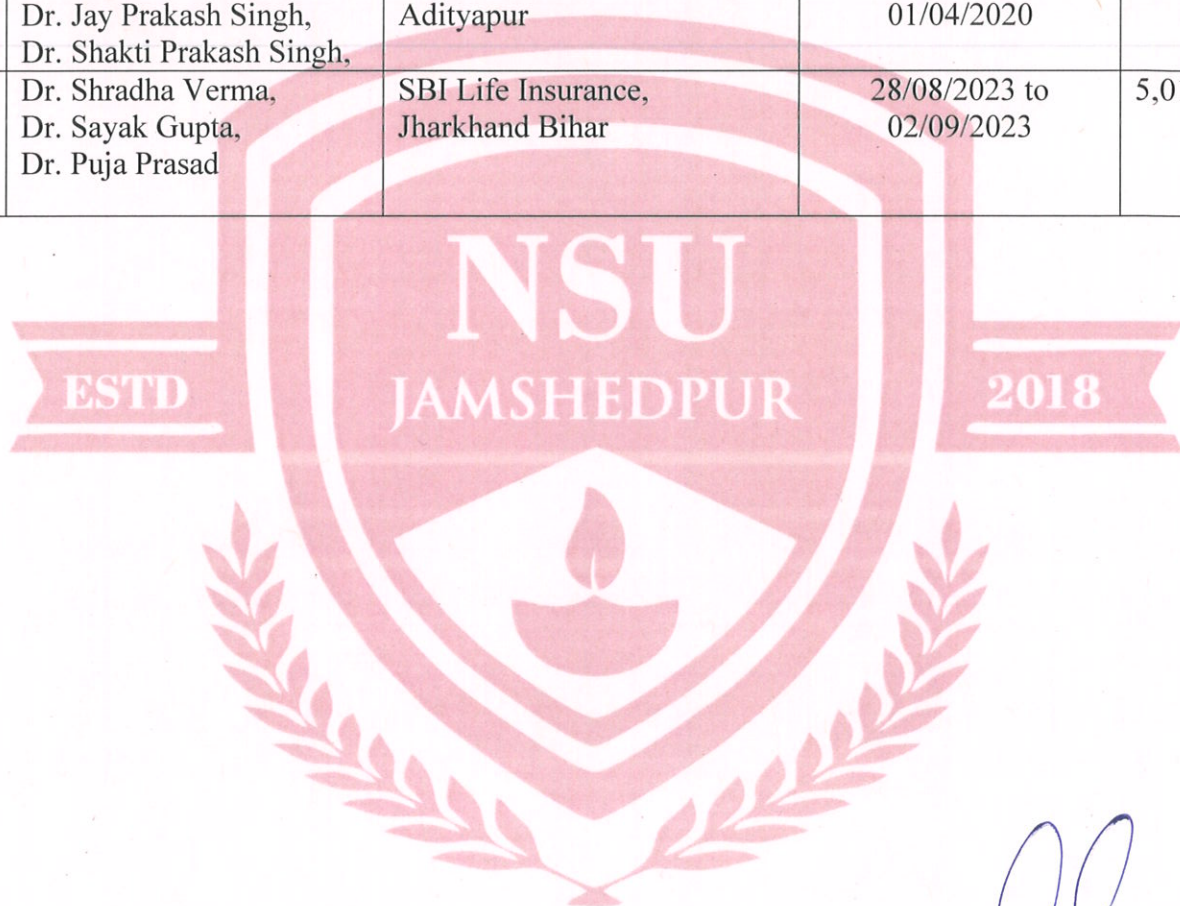 Dr. Jay Prakash Singh, Adityapur 01/04/2020
Dr. Shakti Prakash Singh,
Dr. Shradha Verma, SBI Life Insurance, 28/08/2023 to 5,0
Dr. Sayak Gupta, Jharkhand Bihar 02/09/2023
Dr. Puja Prasad
NSU
JAMSHEDPUR
ESTD 2018